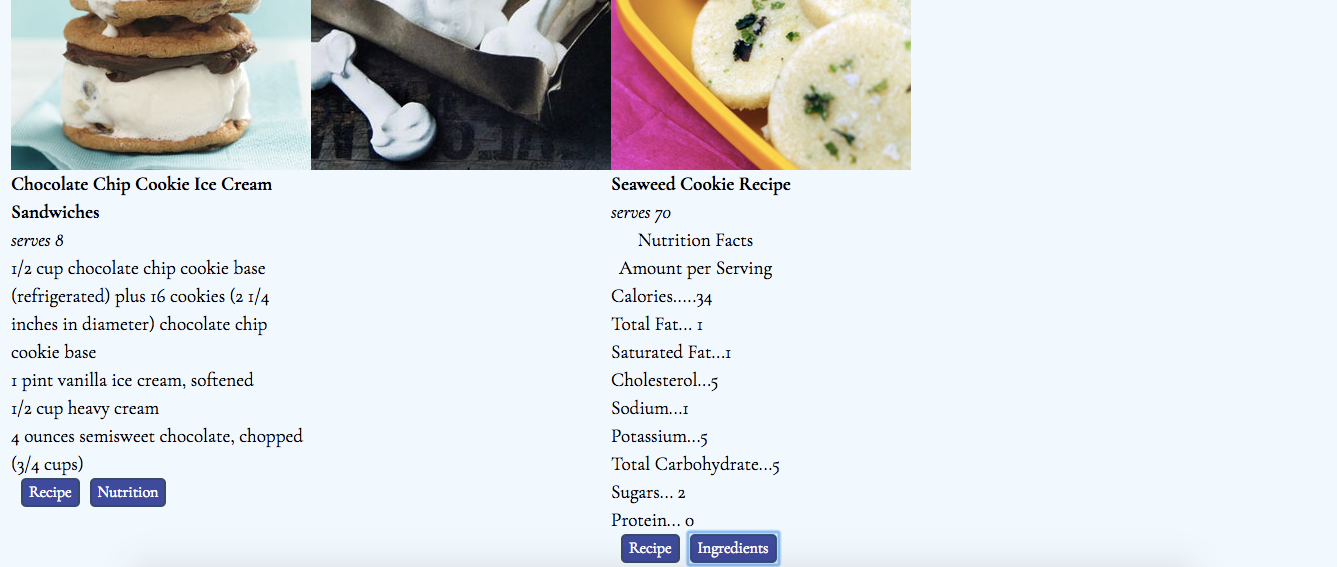 Chocolate Chip Cookie Ice Cream
Sandwiches
serves 8
1/2 cup chocolate chip cookie base
(refrigerated) plus 16 cookies (2 1/4
inches in diameter) chocolate chip
cookie base
1 pint vanilla ice cream, softened
1/2 cup heavy cream
4 ounces semisweet chocolate, chopped
(3/4 cups)
Recipe Nutrition
Seaweed Cookie Recipe
serves 70
Nutrition Facts
Amount per Serving
Calories.....34
Total Fat... 1
Saturated Fat...1
Cholesterol...5
Sodium...1
Potassium...5
Total Carbohydrate...5
Sugars... 2
Protein... 0
Recipe Ingredients